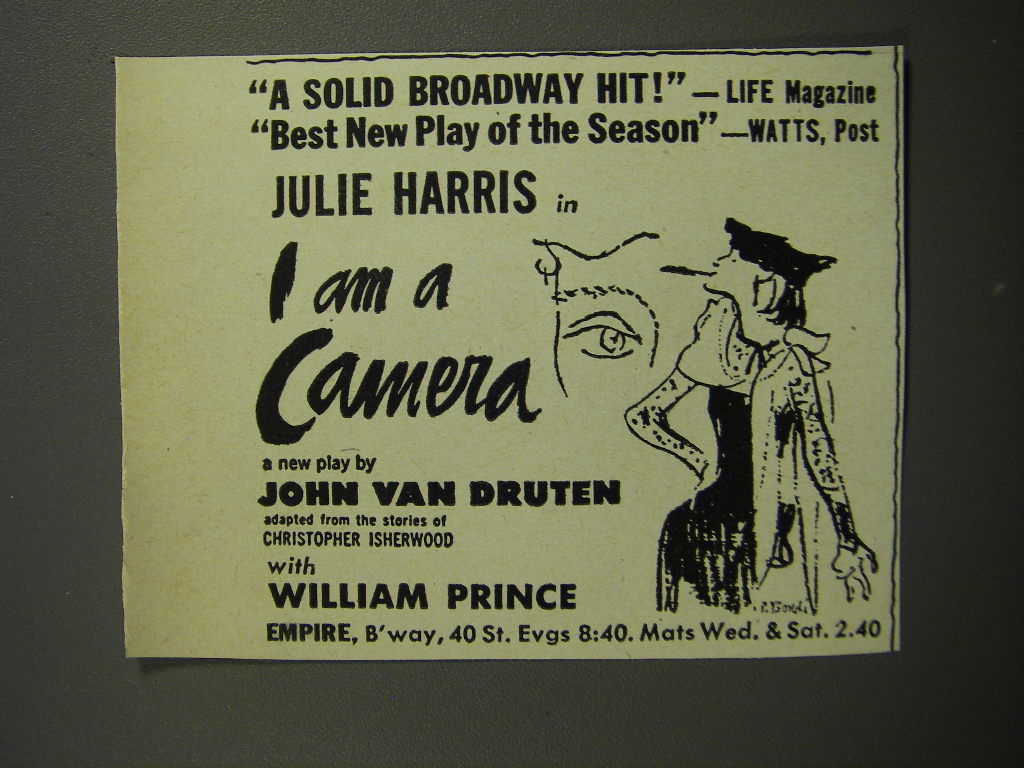 "A SOLID BROADWAY HIT!" — LIFE Magazine
"Best New Play of the Season" —WATTS, Post
JULIE HARRIS in
I am a
Camera
a new play by
JOHN VAN DRUTEN
adapted from the stories of
CHRISTOPHER ISHERWOOD
with
WILLIAM PRINCE
EMPIRE, B'way, 40 St. Evgs 8:40. Mats Wed. & Sat. 2.40